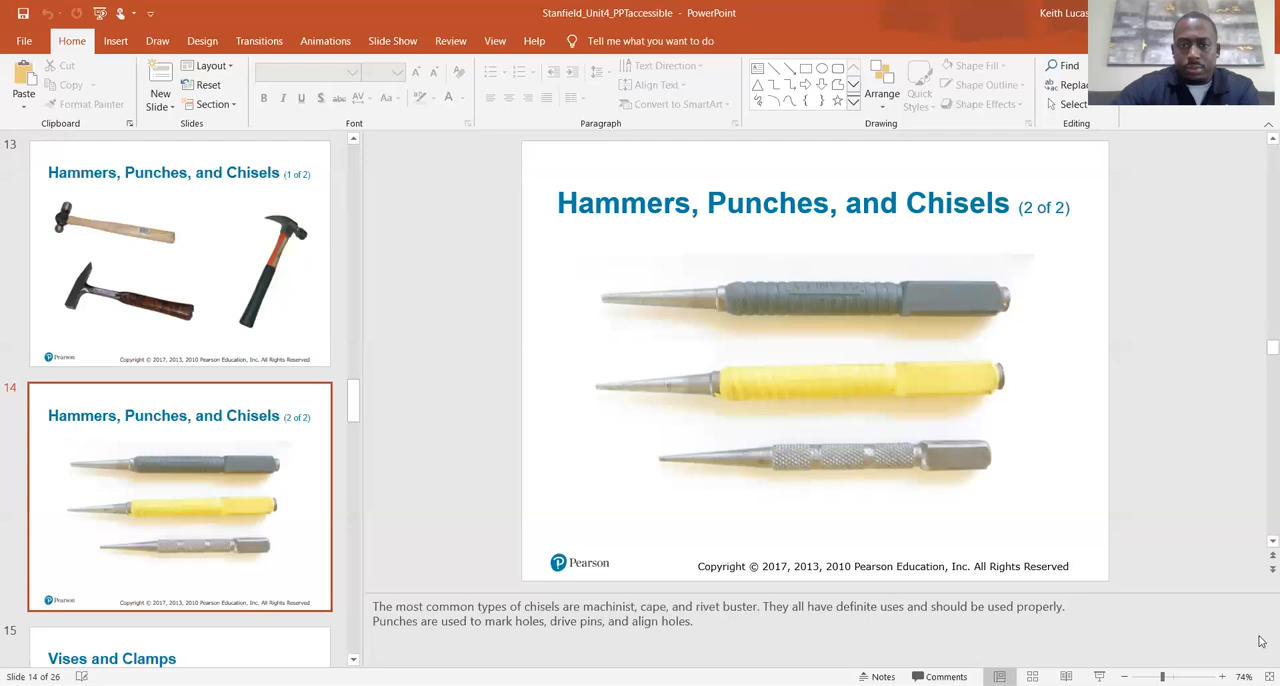 Stanfield_Unit4_PPTaccessible - PowerPoint
Keith Lucas
File Home Insert Draw Design Transitions Animations Slide Show Review View Help Tell me what you want to do
Paste
Cut
Copy
Format Painter
Clipboard
New Slide
Layout
Reset
Section
Slides
B I U S abc AV Aa A
Font
Text Direction
Align Text
Convert to SmartArt
Paragraph
Arrange
Quick Styles
Shape Fill
Shape Outline
Shape Effects
Drawing
Find
Replac
Select
Editing
13
Hammers, Punches, and Chisels (1 of 2)
Pearson
Copyright © 2017, 2013, 2010 Pearson Education, Inc. All Rights Reserved
14
Hammers, Punches, and Chisels (2 of 2)
Pearson
Copyright © 2017, 2013, 2010 Pearson Education, Inc. All Rights Reserved
15
Vises and Clamps
Hammers, Punches, and Chisels (2 of 2)
Pearson
Copyright © 2017, 2013, 2010 Pearson Education, Inc. All Rights Reserved
The most common types of chisels are machinist, cape, and rivet buster. They all have definite uses and should be used properly.
Punches are used to mark holes, drive pins, and align holes.
Slide 14 of 26
Notes
Comments
74%